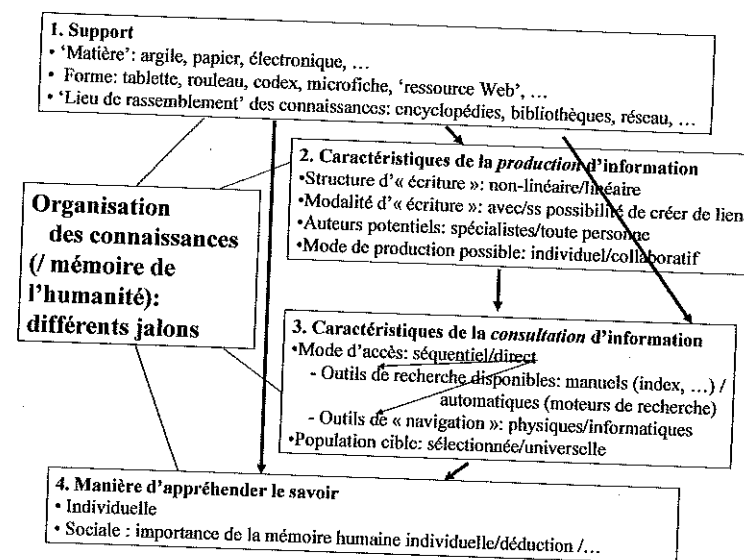 1. Support
• ‘Matière’: argile, papier, électronique, …
• Forme: tablette, rouleau, codex, microfiche, ‘ressource Web’, …
• ‘Lieu de rassemblement’ des connaissances: encyclopédies, bibliothèques, réseau, …
2. Caractéristiques de la production d’information
•Structure d’« écriture »: non-linéaire/linéaire
•Modalité d’« écriture »: avec/ss possibilité de créer de lien
•Auteurs potentiels: spécialistes/toute personne
•Mode de production possible: individuel/collaboratif
Organisation
des connaissances
(/ mémoire de
l’humanité):
différents jalons
3. Caractéristiques de la consultation d’information
•Mode d’accès: séquentiel/direct
- Outils de recherche disponibles: manuels (index, …) /
automatiques (moteurs de recherche)
- Outils de « navigation »: physiques/informatiques
•Population cible: sélectionnée/universelle
4. Manière d’appréhender le savoir
• Individuelle
• Sociale : importance de la mémoire humaine individuelle/déduction /…